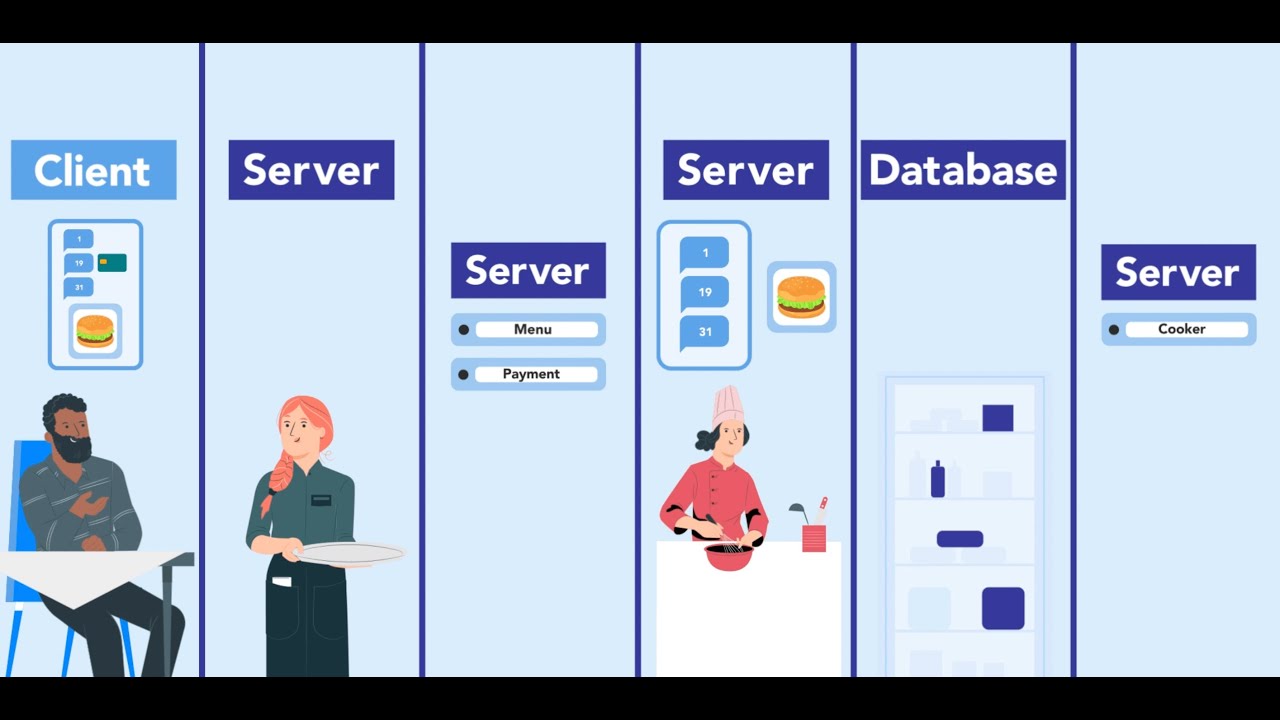 Client
1
19
31
Server
Server
Menu
Payment
Server
1
19
31
Database
Server
Cooker